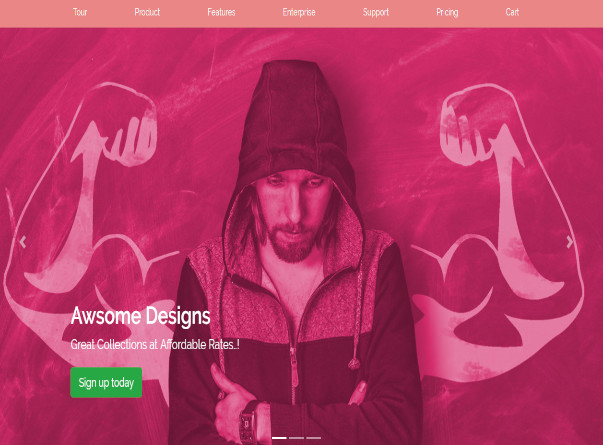 Tour Product Features Enterprise Support Pricing Cart
Awsome Designs
Great Collections at Affordable Rates..!
Sign up today